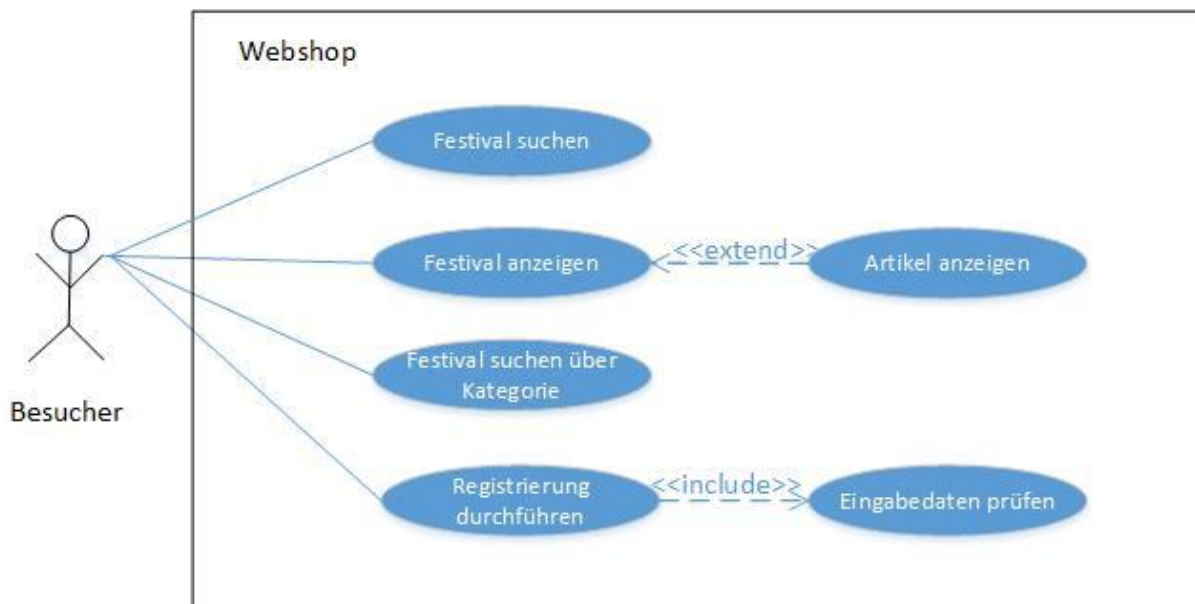 Webshop
Festival suchen
Festival anzeigen
<<extend>>
Artikel anzeigen
Festival suchen über
Kategorie
Besucher
Registrierung
durchführen
<<include>>
Eingabedaten prüfen